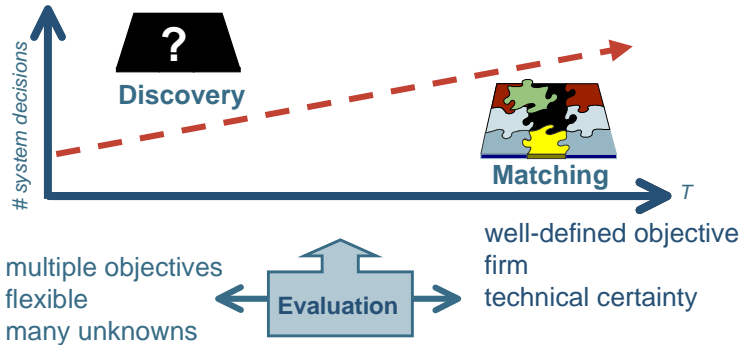 # system decisions
?
Discovery
Matching
T
multiple objectives
flexible
many unknowns
Evaluation
well-defined objective
firm
technical certainty